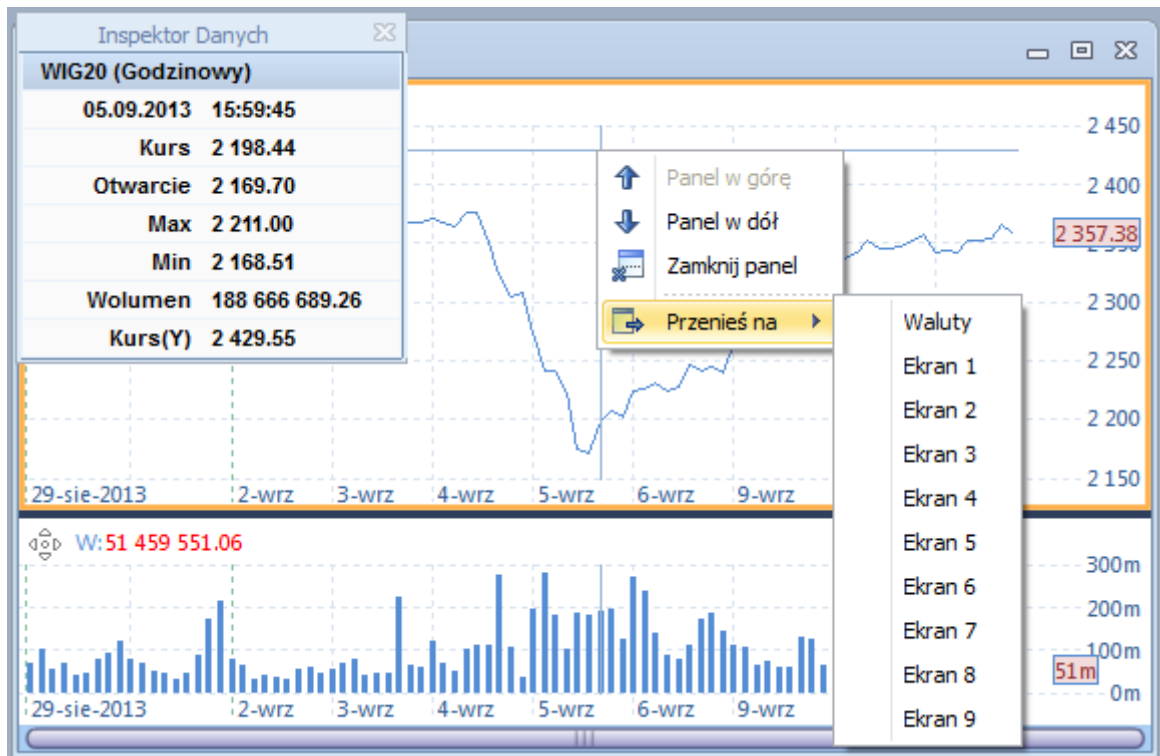 Inspektor Danych
WIG20 (Godzinowy)
05.09.2013 15:59:45
Kurs 2 198.44
Otwarcie 2 169.70
Max 2 211.00
Min 2 168.51
Wolumen 188 666 689.26
Kurs(Y) 2 429.55
Panel w górę
Panel w dół
Zamknij panel
Przenieś na
Waluty
Ekran 1
Ekran 2
Ekran 3
Ekran 4
Ekran 5
Ekran 6
Ekran 7
Ekran 8
Ekran 9
2 450
2 400
2 357.38
2 300
2 250
2 200
2 150
29-sie-2013 2-wrz 3-wrz 4-wrz 5-wrz 6-wrz 9-wrz
W: 51 459 551.06
300m
200m
100m
51m
0m
29-sie-2013 2-wrz 3-wrz 4-wrz 5-wrz 6-wrz 9-wrz